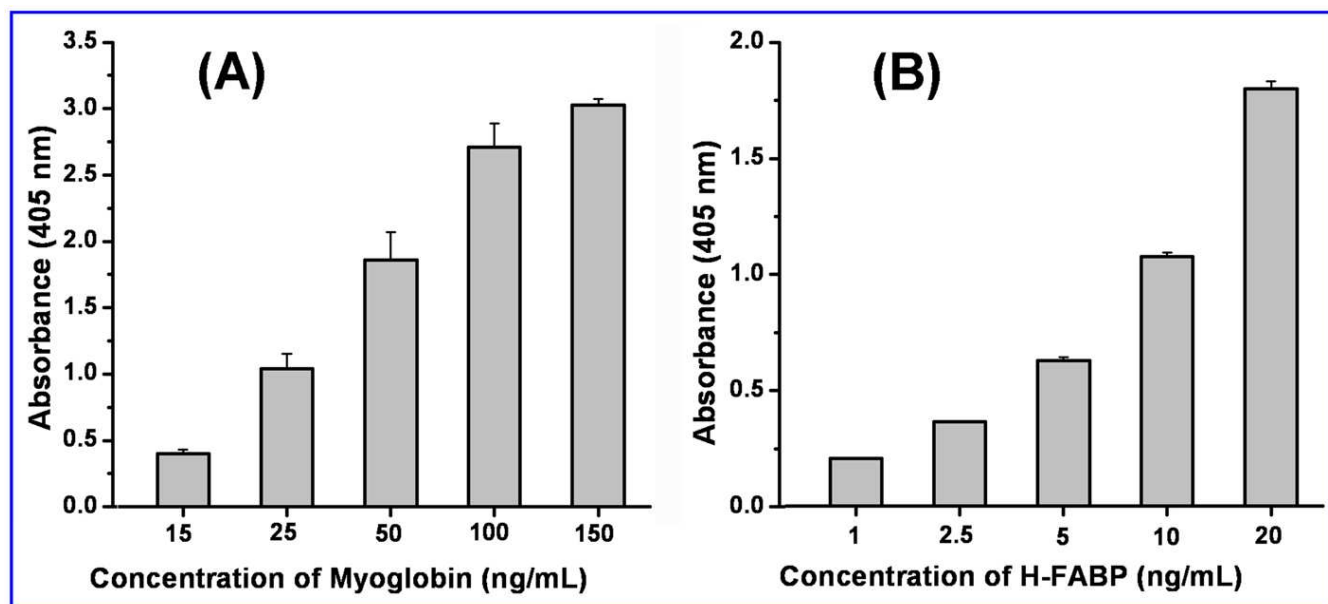 (A)
Absorbance (405 nm)
3.5
3.0
2.5
2.0
1.5
1.0
0.5
0.0
15 25 50 100 150
Concentration of Myoglobin (ng/mL)
(B)
Absorbance (405 nm)
2.0
1.5
1.0
0.5
0.0
1 2.5 5 10 20
Concentration of H-FABP (ng/mL)